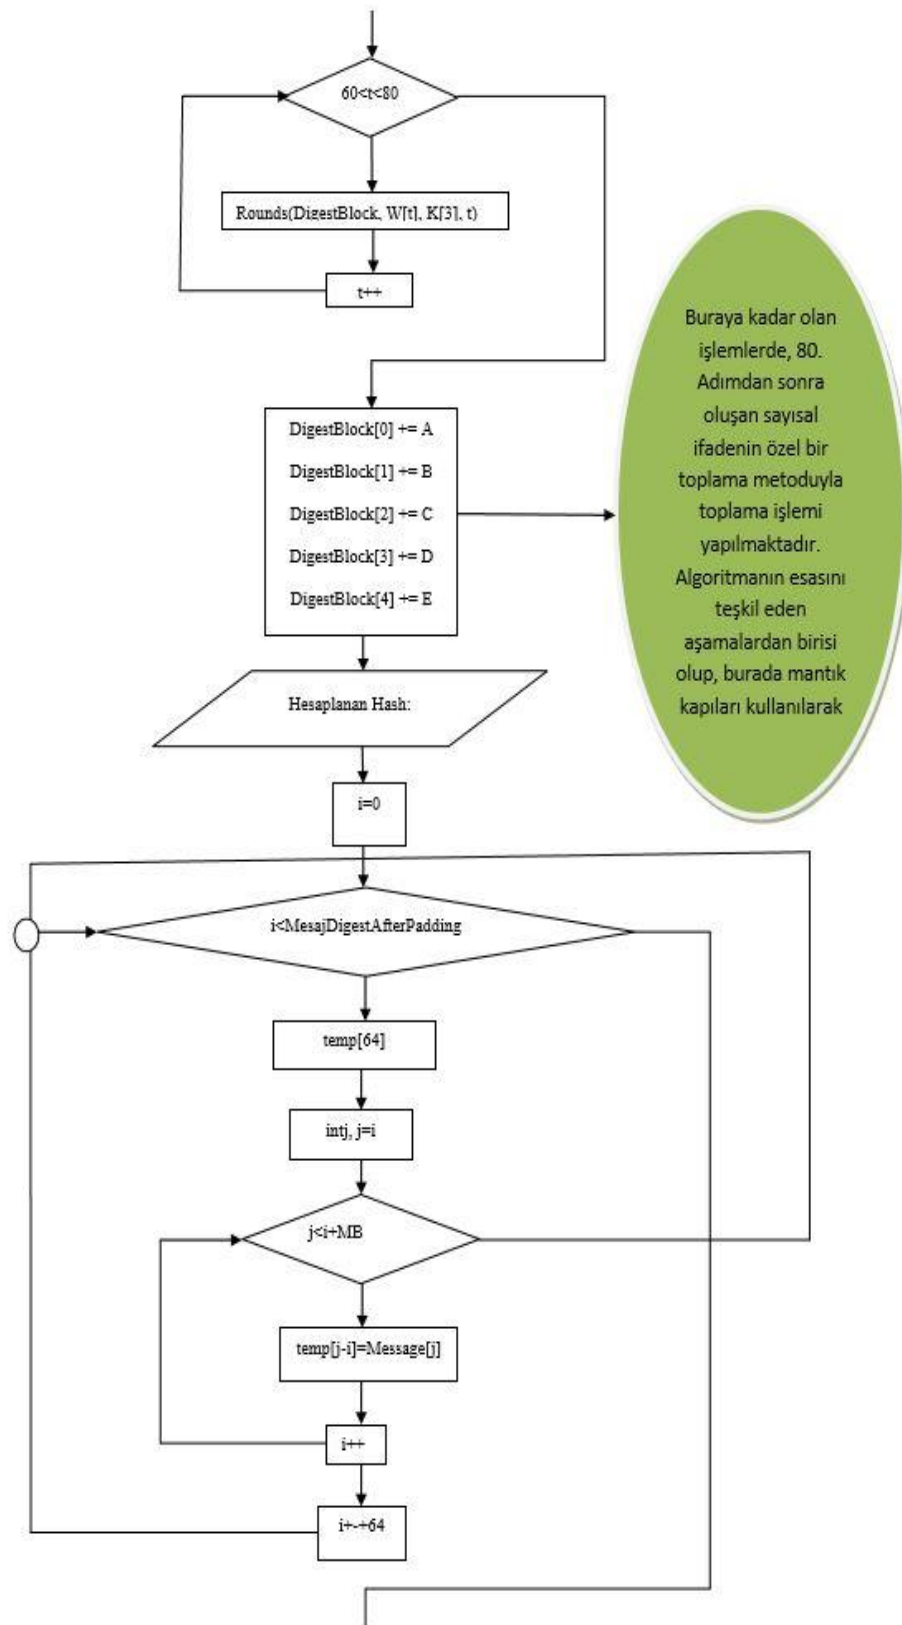 60<t<80
Rounds(DigestBlock, W[t], K[3], t)
t++
DigestBlock[0] += A
DigestBlock[1] += B
DigestBlock[2] += C
DigestBlock[3] += D
DigestBlock[4] += E
Buraya kadar olan
işlemlerde, 80.
Adımdan sonra
oluşan sayısal
ifadenin özel bir
toplama metoduyla
toplama işlemi
yapılmaktadır.
Algoritmanın esasını
teşkil eden
aşamalardan birisi
olup, burada mantık
kapıları kullanılarak
Hesaplanan Hash:
i=0
i<MesajDigestAfterPadding
temp[64]
intj, j=i
j<i+MB
temp[j-i]=Message[j]
i++
i+-+64